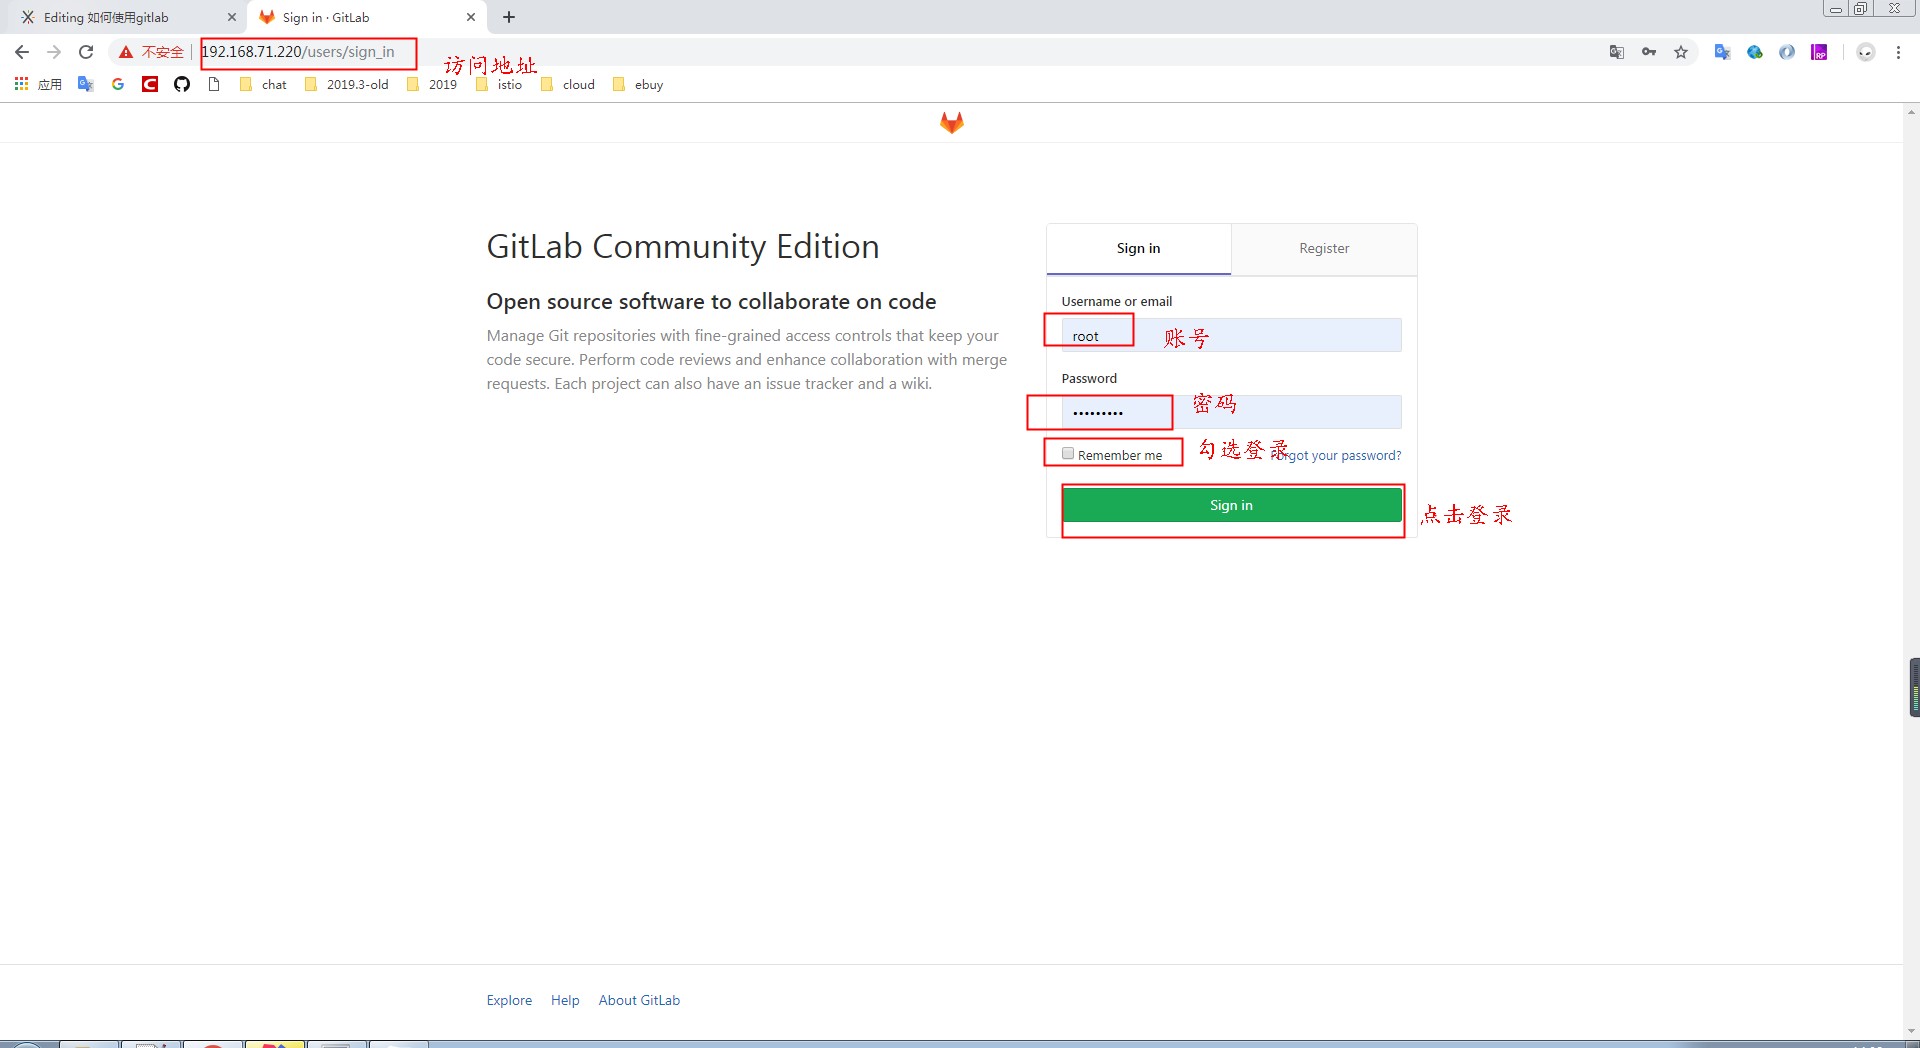 Editing 如何使用gitlab
Sign in · GitLab
不安全
192.168.71.220/users/sign_in
访问地址
应用
chat
2019.3-old
2019
istio
cloud
ebuy
GitLab Community Edition
Open source software to collaborate on code
Manage Git repositories with fine-grained access controls that keep your
code secure. Perform code reviews and enhance collaboration with merge
requests. Each project can also have an issue tracker and a wiki.
Sign in
Register
Username or email
root
账号
Password
•••••••••
密码
Remember me
勾选登录
Forgot your password?
Sign in
点击登录
Explore
Help
About GitLab